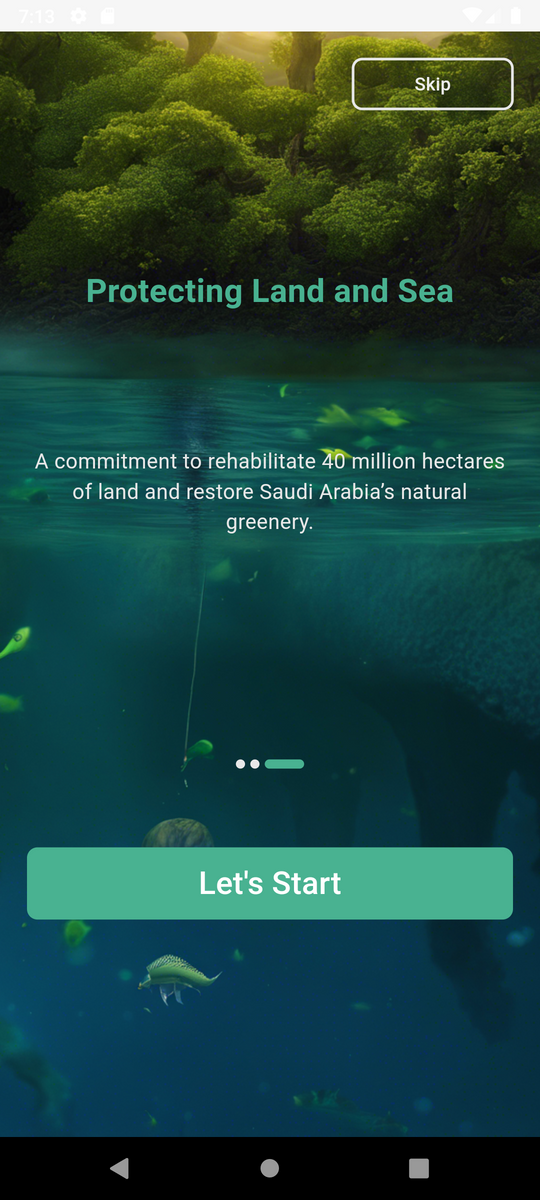 7:13
Skip
Protecting Land and Sea
A commitment to rehabilitate 40 million hectares
of land and restore Saudi Arabia’s natural
greenery.
Let's Start